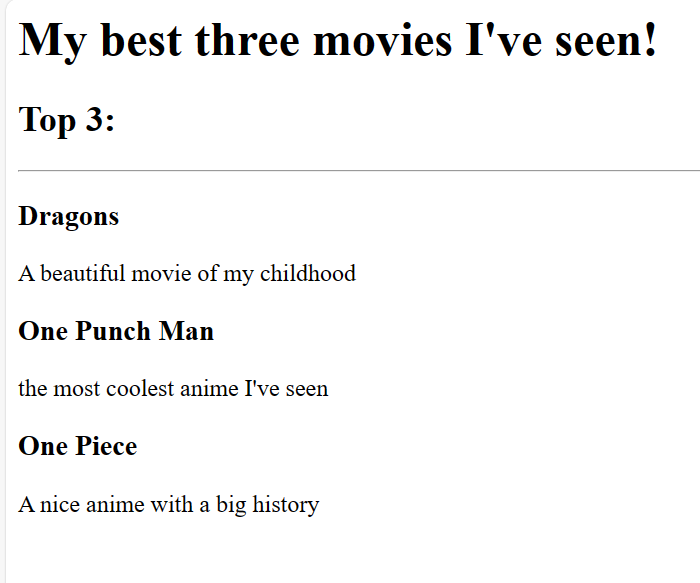 My best three movies I've seen!
Top 3:
Dragons
A beautiful movie of my childhood
One Punch Man
the most coolest anime I've seen
One Piece
A nice anime with a big history